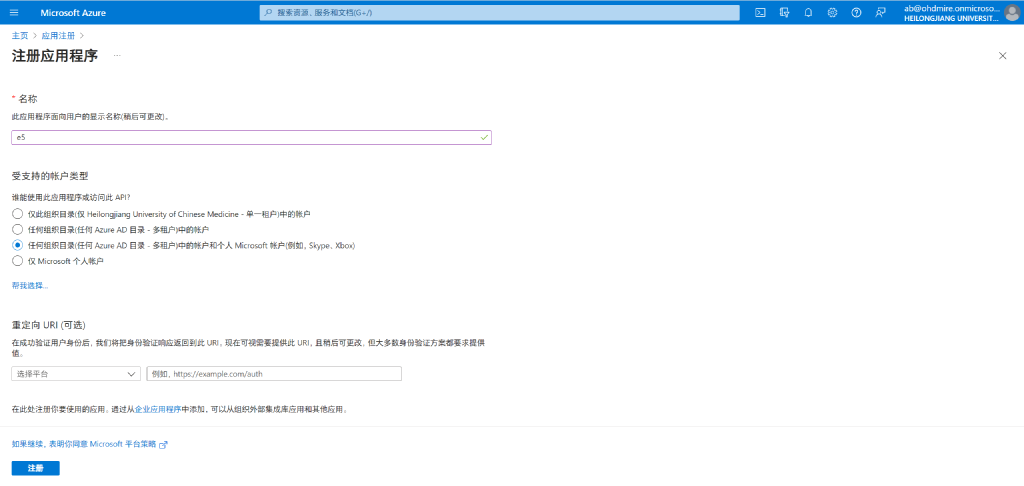 Microsoft Azure
搜索资源、服务和文档(G+/)
ab@ohdmire.onmicroso...
HEILONGJIANG UNIVERSIT...
主页 > 应用注册 >
注册应用程序 ...
* 名称
此应用程序面向用户的显示名称(稍后可更改)。
e5
受支持的帐户类型
谁能使用此应用程序或访问此 API?
仅此组织目录(仅 Heilongjiang University of Chinese Medicine - 单一租户)中的帐户
任何组织目录(任何 Azure AD 目录 - 多租户)中的帐户
任何组织目录(任何 Azure AD 目录 - 多租户)中的帐户和个人 Microsoft 帐户(例如，Skype、Xbox)
仅 Microsoft 个人帐户
帮我选择...
重定向 URI (可选)
在成功验证用户身份后，我们将把身份验证响应返回到此 URI。现在可视需要提供此 URI，且稍后可更改，但大多数身份验证方案都要求提供
值。
选择平台
例如，https://example.com/auth
在此处注册你要使用的应用。通过从企业应用程序中添加，可以从组织外部集成库应用和其他应用。
如果继续，表明你同意 Microsoft 平台策略
注册